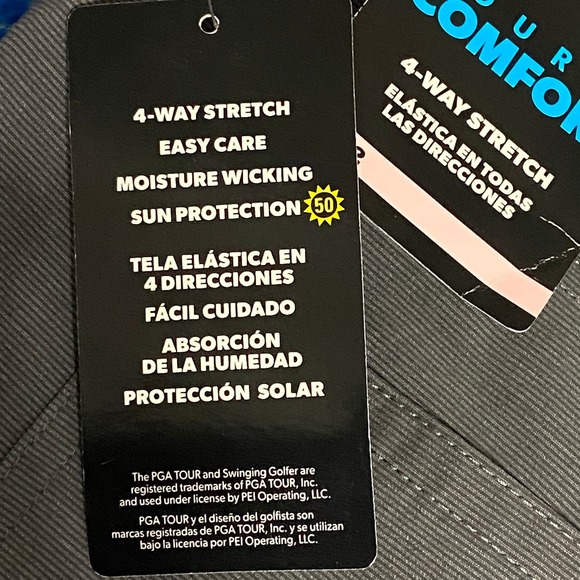 4-WAY STRETCH
EASY CARE
MOISTURE WICKING
SUN PROTECTION 50
TELA ELÁSTICA EN
4 DIRECCIONES
FÁCIL CUIDADO
ABSORCIÓN
DE LA HUMEDAD
PROTECCIÓN SOLAR
The PGA TOUR and Swinging Golfer are
registered trademarks of PGA TOUR, Inc.
and used under license by PEI Operating, LLC.
PGA TOUR y el diseño del golfista son
marcas registradas de PGA TOUR, Inc. y se utilizan
bajo la licencia por PEI Operating, LLC.
4-WAY STRETCH
ELÁSTICA EN TODAS
LAS DIRECCIONES